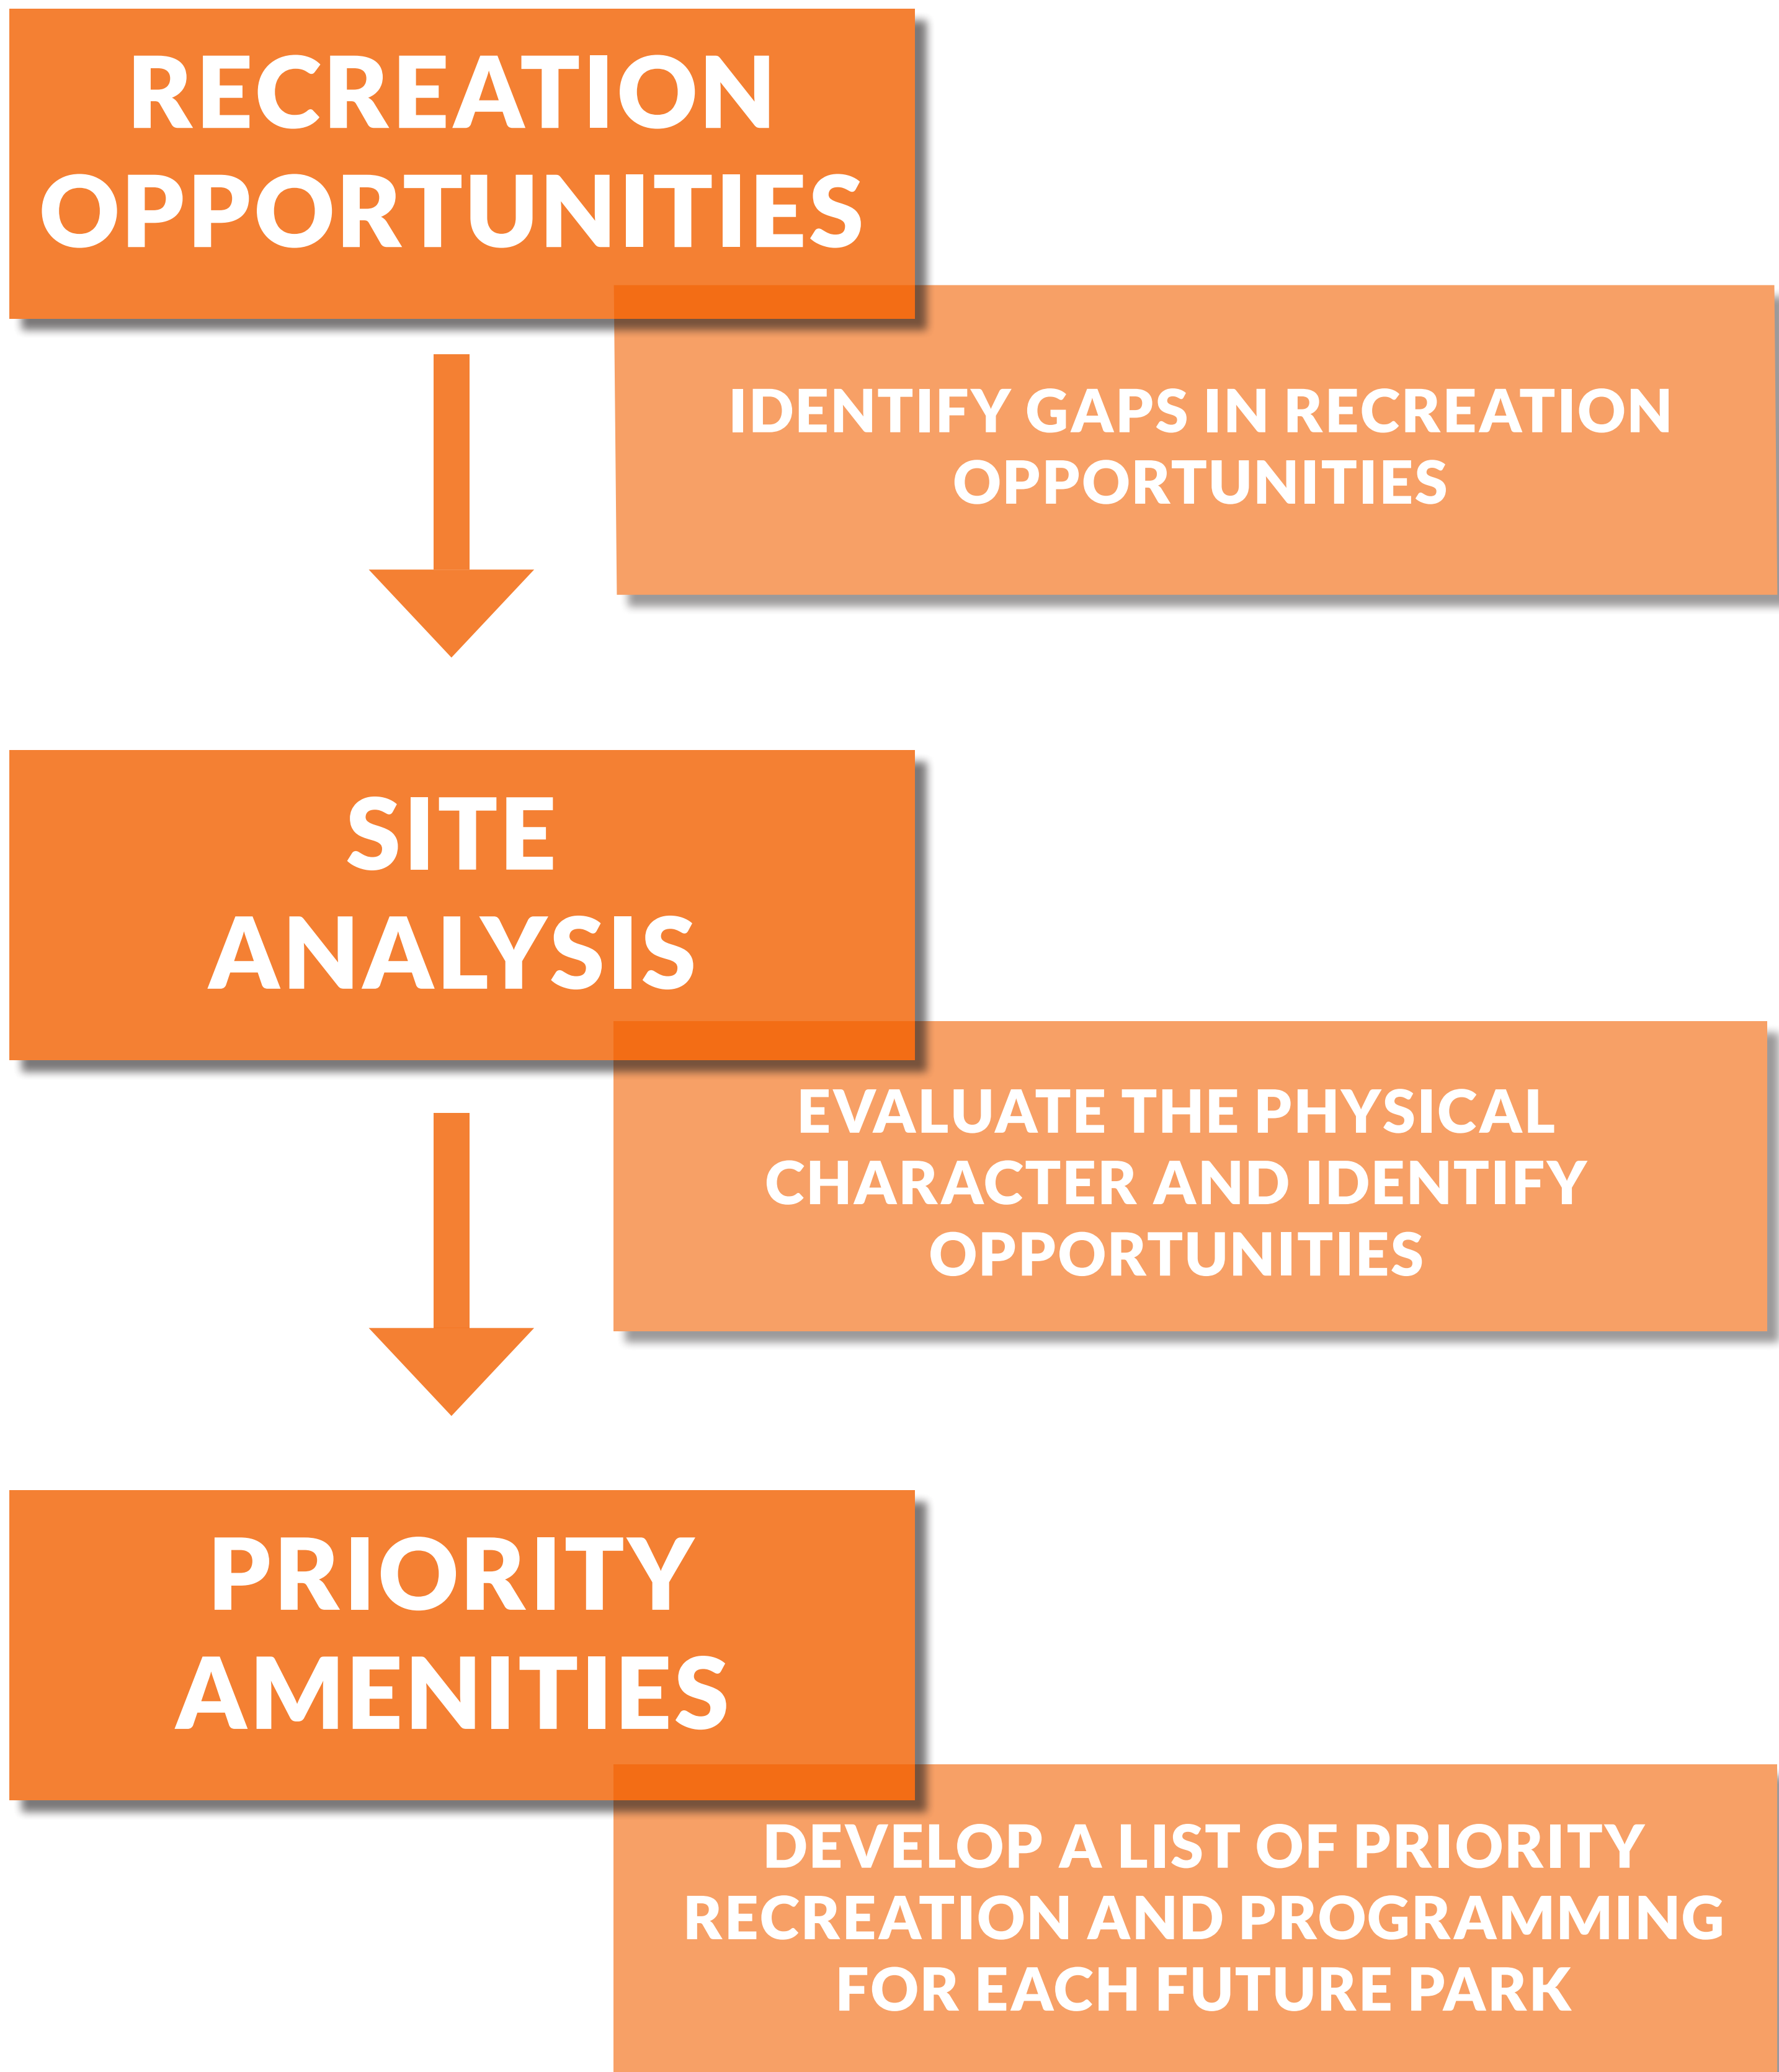 RECREATION
OPPORTUNITIES
IDENTIFY GAPS IN RECREATION
OPPORTUNITIES
SITE
ANALYSIS
EVALUATE THE PHYSICAL
CHARACTER AND IDENTIFY
OPPORTUNITIES
PRIORITY
AMENITIES
DEVELOP A LIST OF PRIORITY
RECREATION AND PROGRAMMING
FOR EACH FUTURE PARK